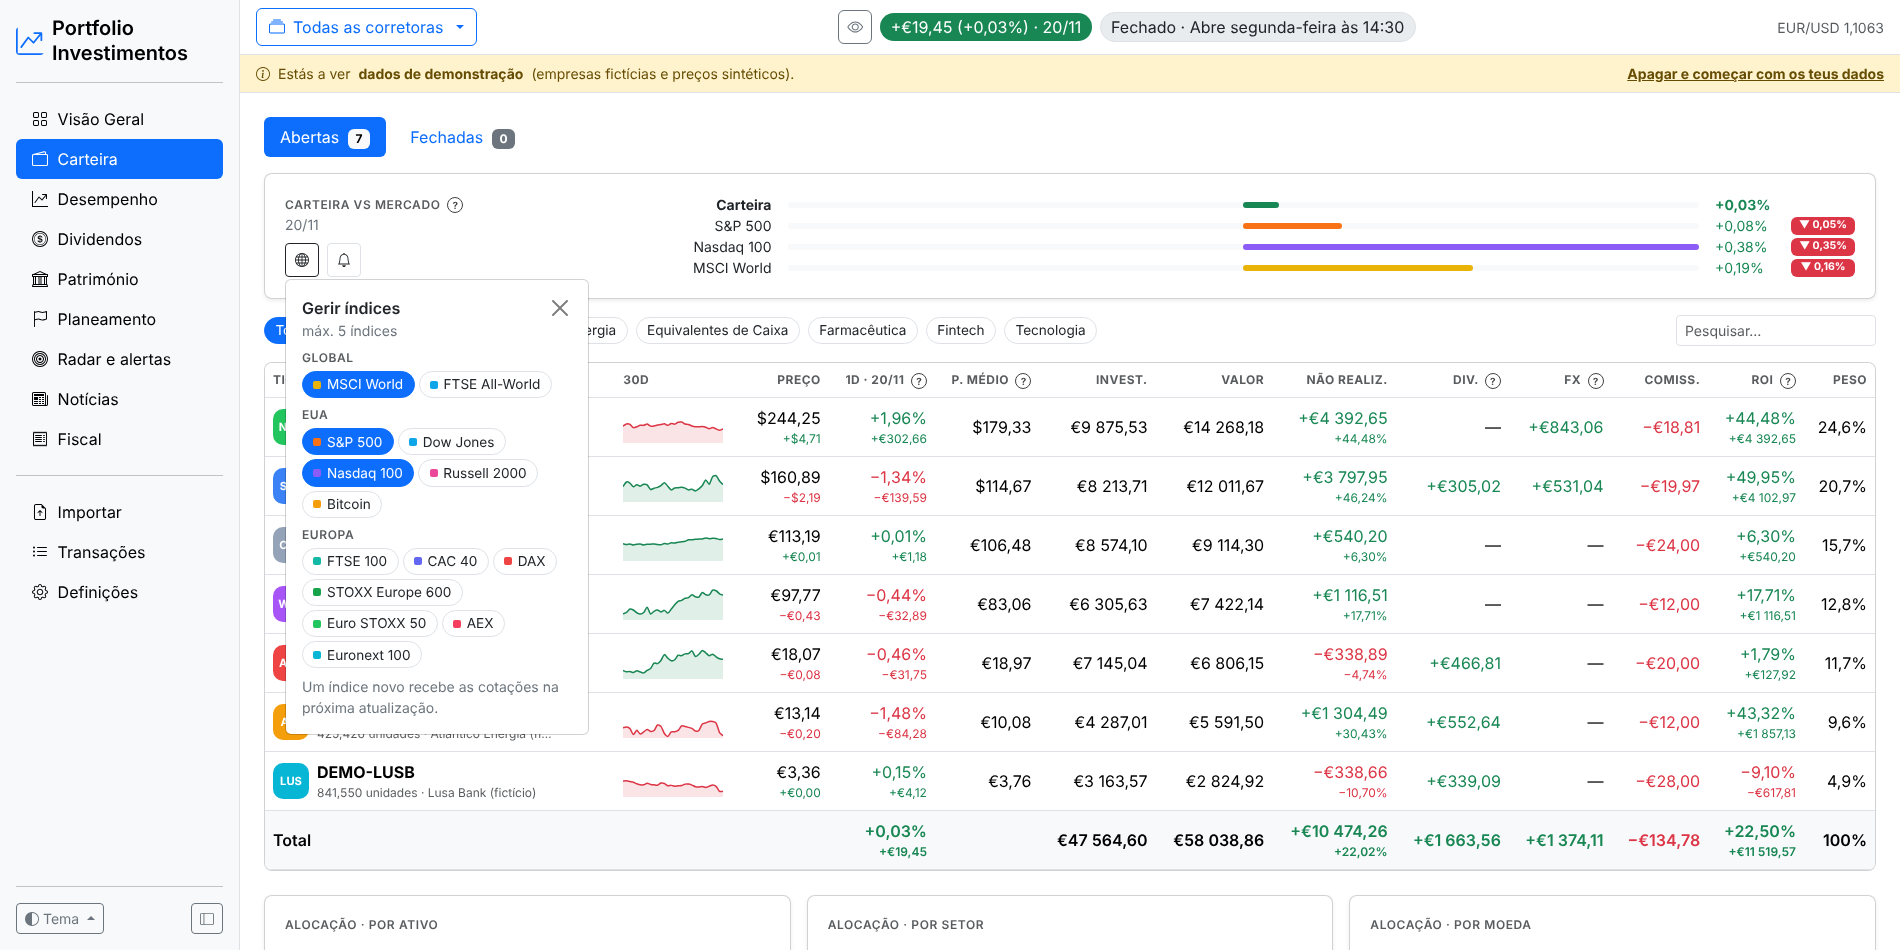 Portfolio
Investimentos
Visão Geral
Carteira
Desempenho
Dividendos
Património
Planeamento
Radar e alertas
Notícias
Fiscal
Importar
Transações
Definições
Tema
Todas as corretoras
+€19,45 (+0,03%) · 20/11
Fechado · Abre segunda-feira às 14:30
EUR/USD 1,1063
Estás a ver dados de demonstração (empresas fictícias e preços sintéticos).
Apagar e começar com os teus dados
Abertas 7
Fechadas 0
CARTEIRA VS MERCADO ?
20/11
Carteira +0,03%
S&P 500 +0,08% ▼ 0,05%
Nasdaq 100 +0,38% ▼ 0,35%
MSCI World +0,19% ▼ 0,16%
Gerir índices
máx. 5 índices
GLOBAL
MSCI World FTSE All-World
EUA
S&P 500 Dow Jones
Nasdaq 100 Russell 2000
Bitcoin
EUROPA
FTSE 100 CAC 40 DAX
STOXX Europe 600
Euro STOXX 50 AEX
Euronext 100
Um índice novo recebe as cotações na
próxima atualização.
Equivalentes de Caixa Farmacêutica Fintech Tecnologia
Pesquisar...
30D PREÇO 1D · 20/11 ? P. MÉDIO ? INVEST. VALOR NÃO REALIZ. DIV. ? FX ? COMISS. ROI ? PESO
$244,25 +1,96% $179,33 €9 875,53 €14 268,18 +€4 392,65 — +€843,06 −€18,81 +44,48% 24,6%
+$4,71 +€302,66 +44,48% +€4 392,65
$160,89 −1,34% $114,67 €8 213,71 €12 011,67 +€3 797,95 +€305,02 +€531,04 −€19,97 +49,95% 20,7%
−$2,19 −€139,59 +46,24% +€4 102,97
€113,19 +0,01% €106,48 €8 574,10 €9 114,30 +€540,20 — — −€24,00 +6,30% 15,7%
+€0,01 +€1,18 +6,30% +€540,20
€97,77 −0,44% €83,06 €6 305,63 €7 422,14 +€1 116,51 — — −€12,00 +17,71% 12,8%
−€0,43 −€32,89 +17,71% +€1 116,51
€18,07 −0,46% €18,97 €7 145,04 €6 806,15 −€338,89 +€466,81 — −€20,00 +1,79% 11,7%
−€0,08 −€31,75 −4,74% +€127,92
€13,14 −1,48% €10,08 €4 287,01 €5 591,50 +€1 304,49 +€552,64 — −€12,00 +43,32% 9,6%
−€0,20 −€84,28 +30,43% +€1 857,13
LUS DEMO-LUSB €3,36 +0,15% €3,76 €3 163,57 €2 824,92 −€338,66 +€339,09 — −€28,00 −9,10% 4,9%
841,550 unidades · Lusa Bank (fictício) +€0,00 +€4,12 −10,70% −€617,81
Total +0,03% €47 564,60 €58 038,86 +€10 474,26 +€1 663,56 +€1 374,11 −€134,78 +22,50% 100%
+€19,45 +22,02% +€11 519,57
ALOCAÇÃO · POR ATIVO
ALOCAÇÃO · POR SETOR
ALOCAÇÃO · POR MOEDA